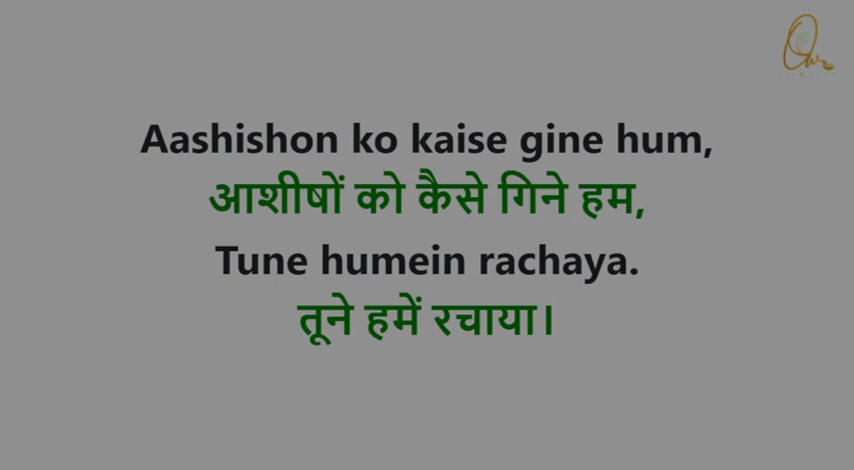 Aashishon ko kaise gine hum,
आशीषों को कैसे गिने हम,
Tune humein rachaya.
तूने हमें रचाया।